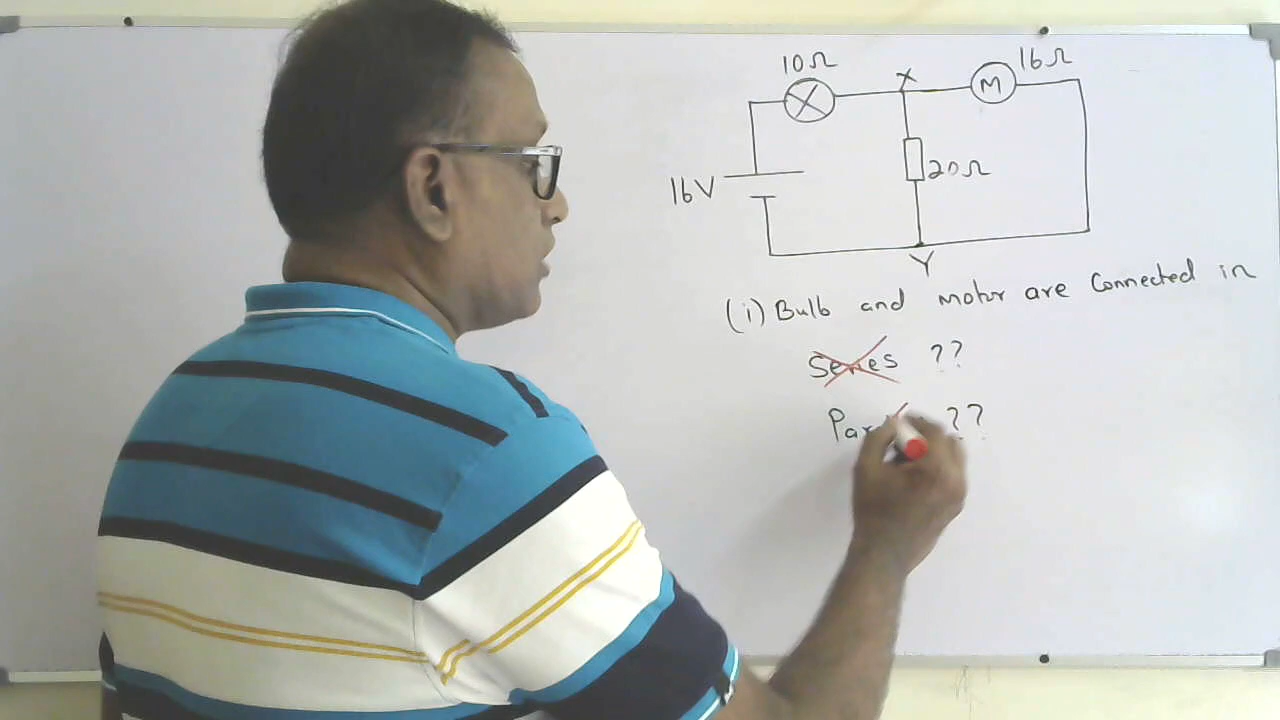 10Ω
X
M
16Ω
20Ω
16V
Y
(i) Bulb and motor are Connected in
Series ??
??